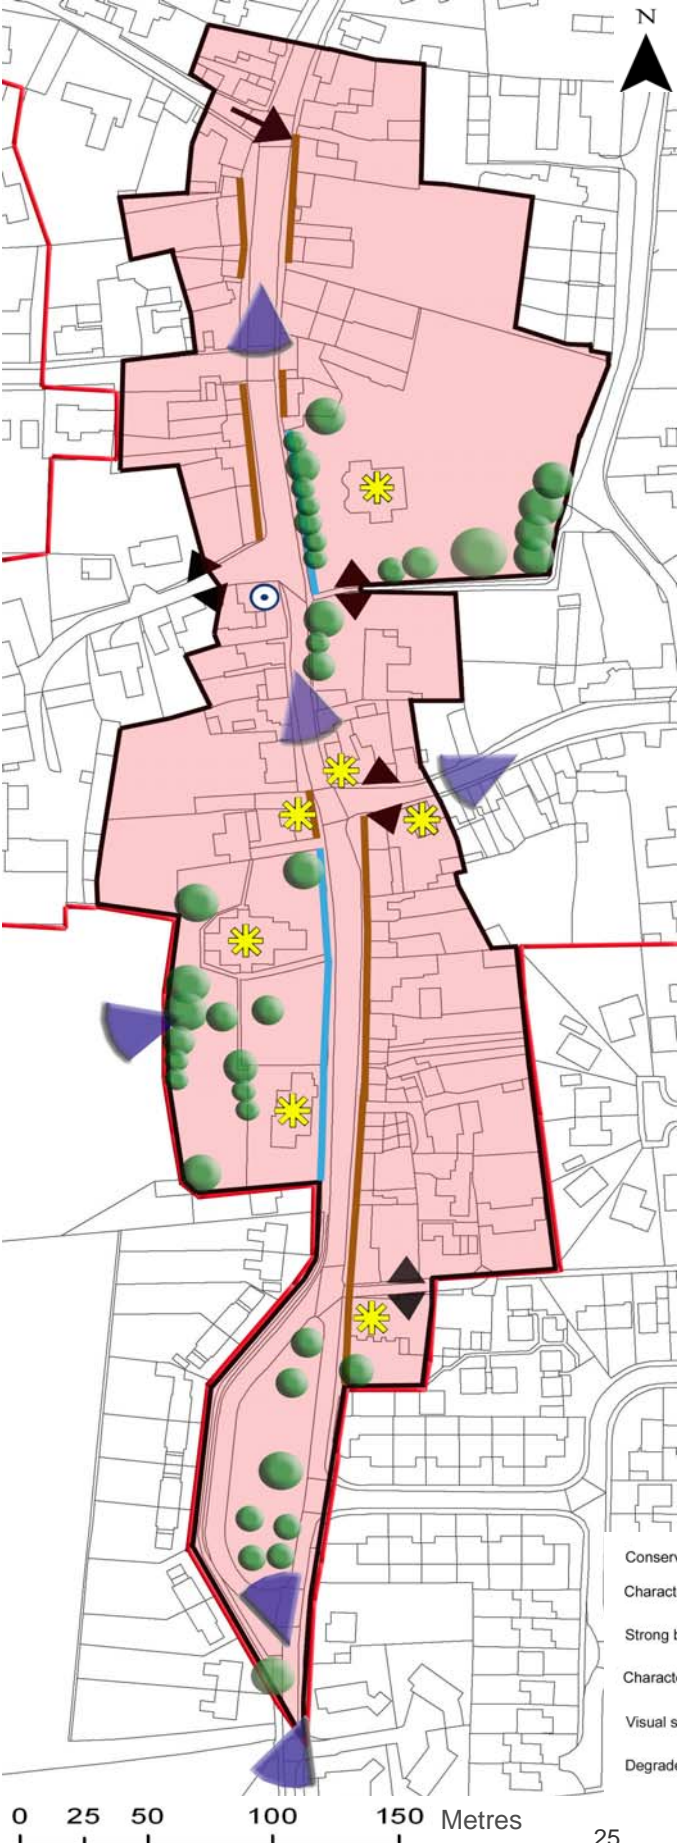 N
Conserv
Charact
Strong b
Characte
Visual s
Degrade
0 25 50 100 150 Metres
25